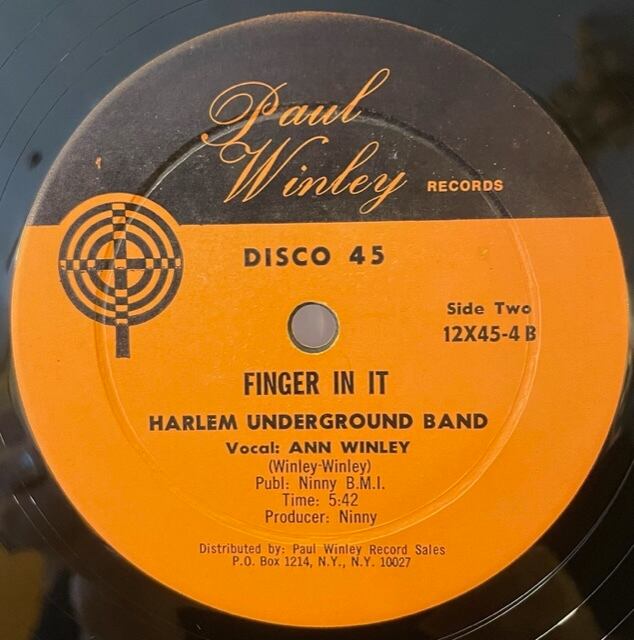 Paul
Winley RECORDS
DISCO 45
Side Two
12X45-4 B
FINGER IN IT
HARLEM UNDERGROUND BAND
Vocal: ANN WINLEY
(Winley-Winley)
Publ: Ninny B.M.I.
Time: 5:42
Producer: Ninny
Distributed by: Paul Winley Record Sales
P.O. Box 1214, N.Y., N.Y. 10027